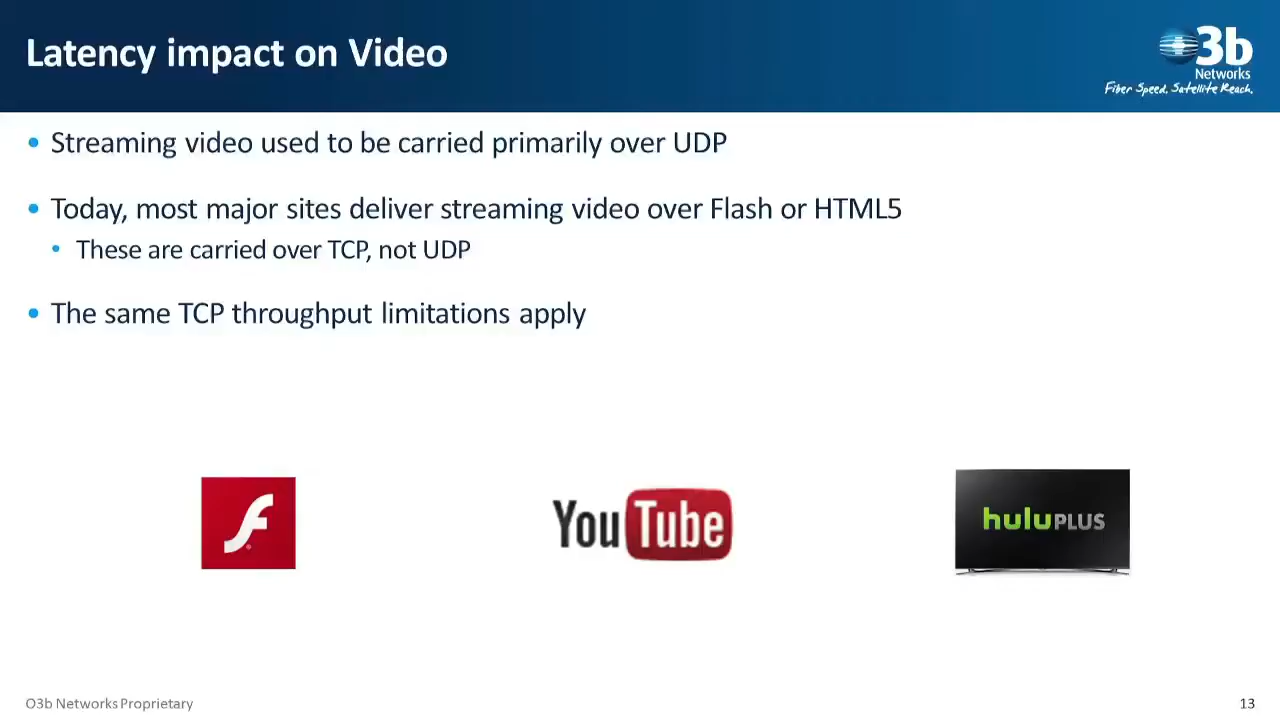 Latency impact on Video
O3b
Networks
Fiber Speed. Satellite Reach.
• Streaming video used to be carried primarily over UDP
• Today, most major sites deliver streaming video over Flash or HTML5
• These are carried over TCP, not UDP
• The same TCP throughput limitations apply
f
YouTube
huluPLUS
O3b Networks Proprietary
13